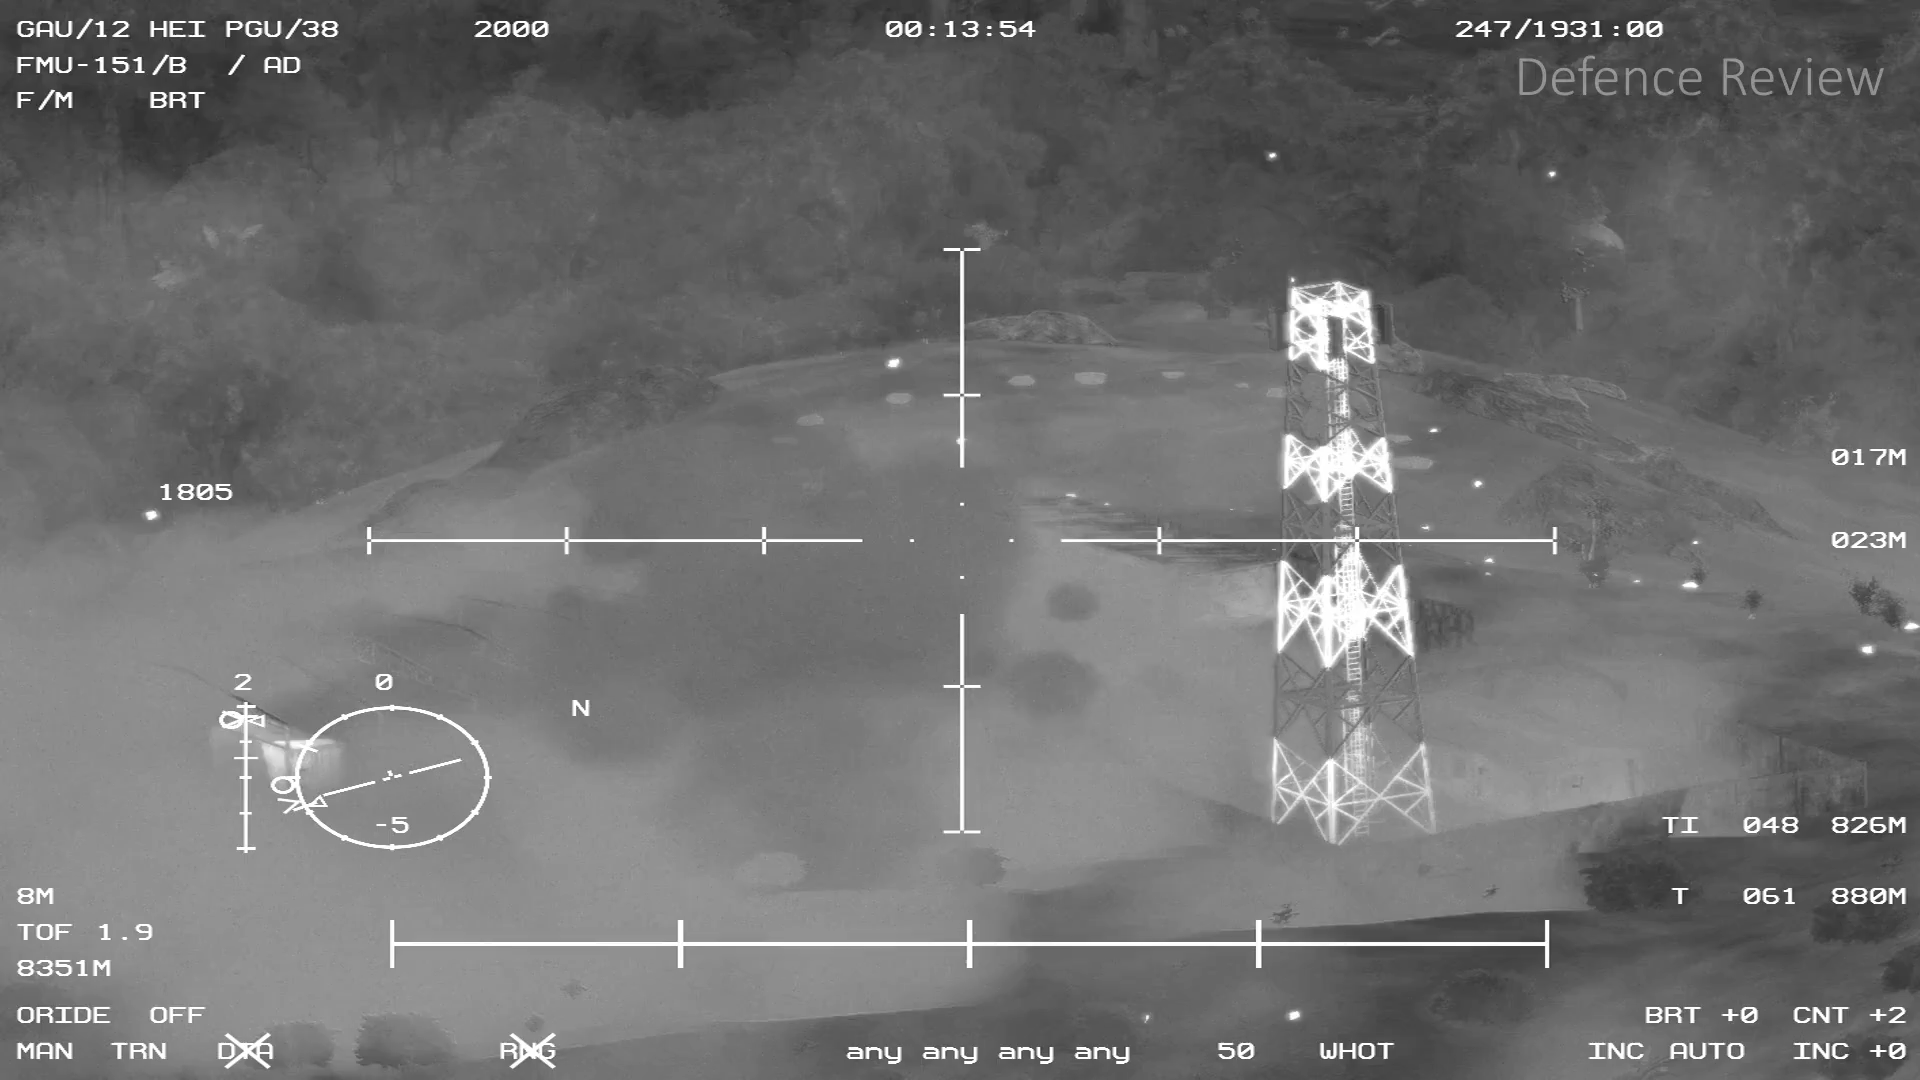 GAU/12 HEI PGU/38 2000 00:13:54 247/1931:00
FMU-151/B / AD
Defence Review
F/M BRT
017M
1805
023M
2 0
N
-5
TI 048 826M
8M
T 061 880M
TOF 1.9
8351M
ORIDE OFF
BRT +0 CNT +2
MAN TRN DTA RNG any any any any 50 WHOT INC AUTO INC +0